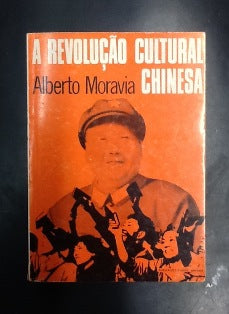 A REVOLUÇÃO CULTURAL
Alberto Moravia CHINESA